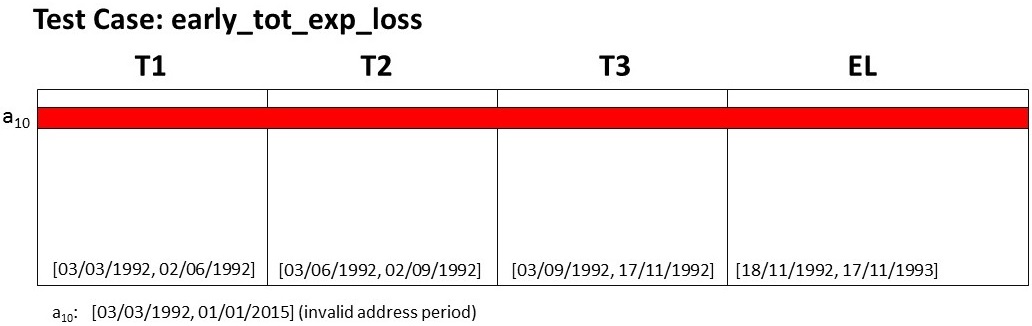 Test Case: early_tot_exp_loss
T1 T2 T3 EL
a10
[03/03/1992, 02/06/1992] [03/06/1992, 02/09/1992] [03/09/1992, 17/11/1992] [18/11/1992, 17/11/1993]
a10: [03/03/1992, 01/01/2015] (invalid address period)